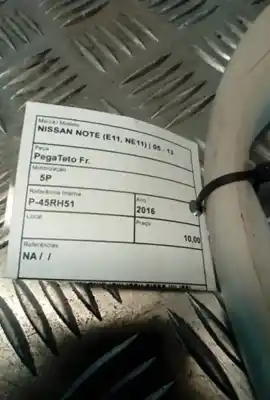 Marca / Modelo
NISSAN NOTE (E11, NE11) | 05 - 13
Peça
PegaTeto Fr.
Motorização
5P
Referência Interna
P-45RH51
Ano
2016
Local
Preço
10,00
Referências
NA / /